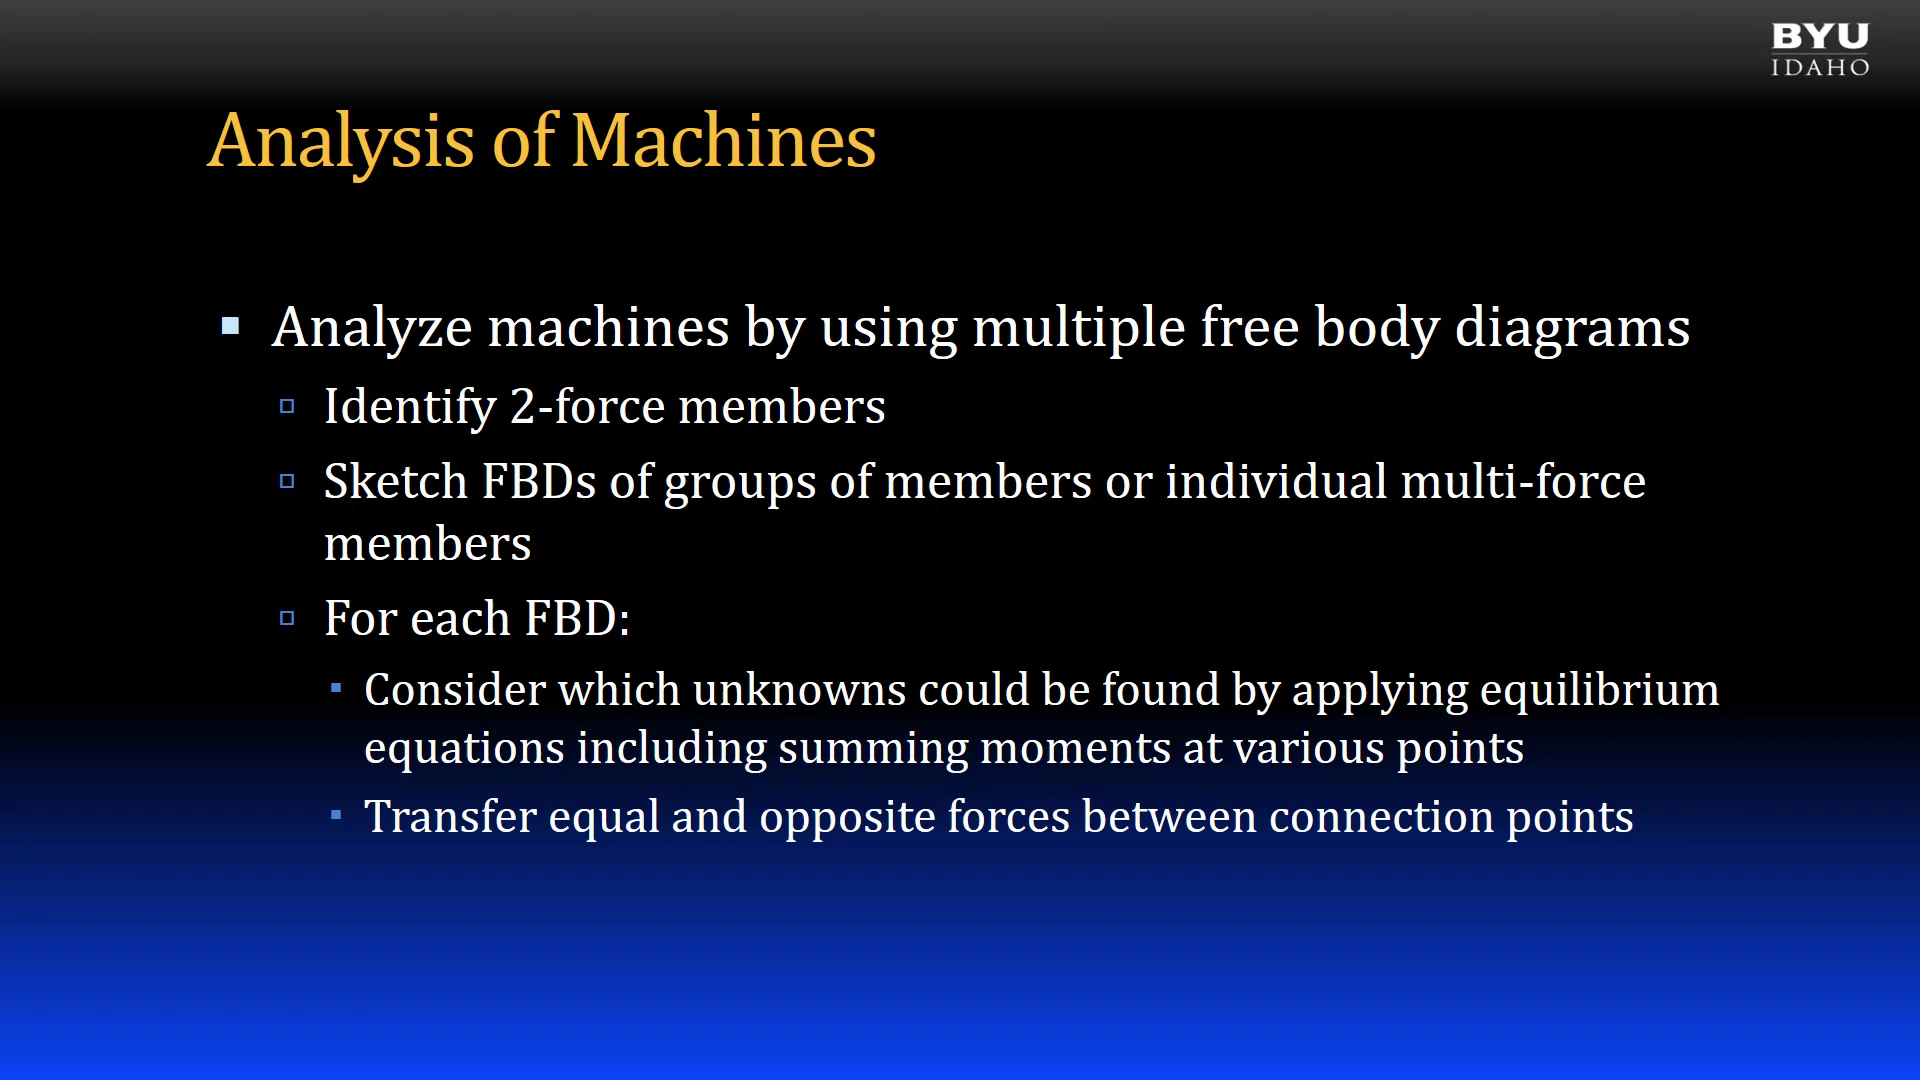 BYU
IDAHO
Analysis of Machines
Analyze machines by using multiple free body diagrams
Identify 2-force members
Sketch FBDs of groups of members or individual multi-force
members
For each FBD:
Consider which unknowns could be found by applying equilibrium
equations including summing moments at various points
Transfer equal and opposite forces between connection points